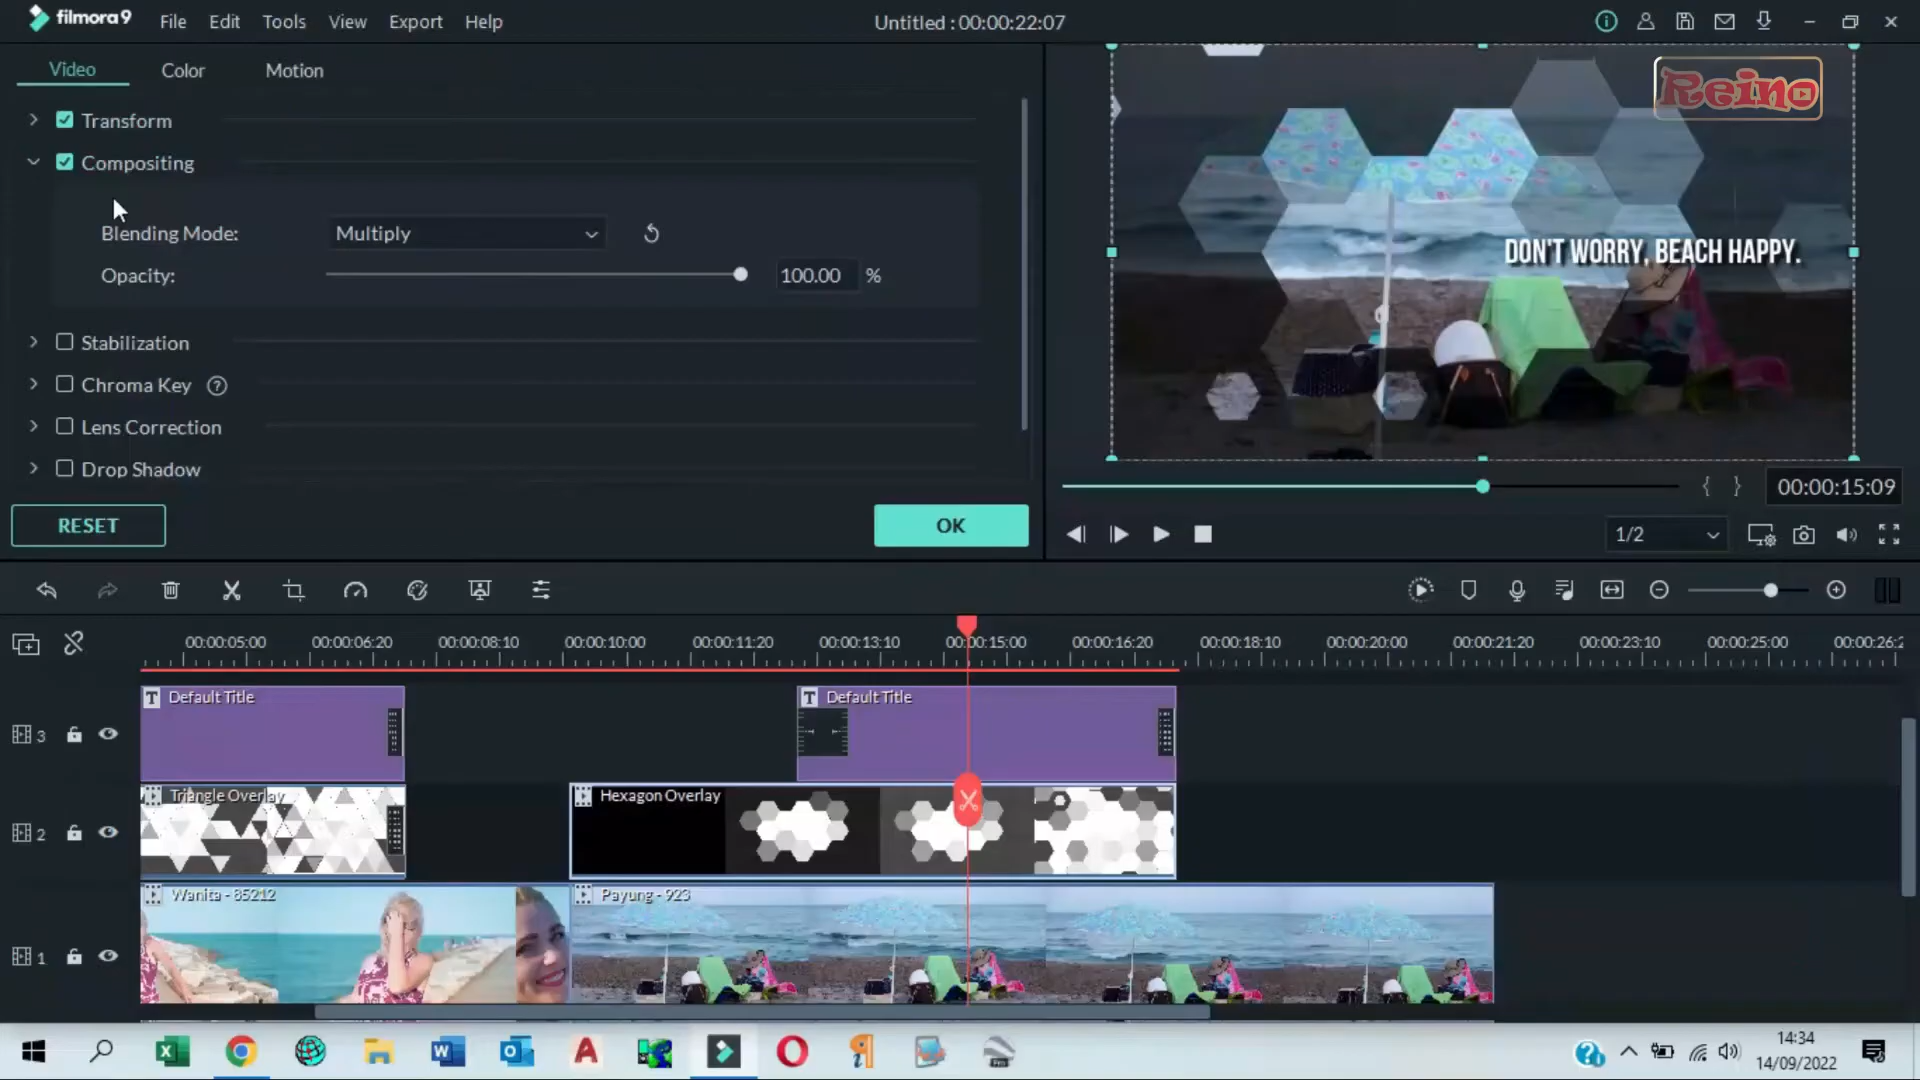 filmora9 File Edit Tools View Export Help Untitled : 00:00:22:07
Video Color Motion
Transform
Compositing
Blending Mode: Multiply
Opacity: 100.00 %
Stabilization
Chroma Key ?
Lens Correction
Drop Shadow
RESET OK
Reino
DON'T WORRY, BEACH HAPPY.
{ } 00:00:15:09
1/2
00:00:05:00 00:00:06:20 00:00:08:10 00:00:10:00 00:00:11:20 00:00:13:10 00:00:15:00 00:00:16:20 00:00:18:10 00:00:20:00 00:00:21:20 00:00:23:10 00:00:25:00 00:00:26:2
3 T Default Title T Default Title
2 Triangle Overlay Hexagon Overlay
1 Wanita - 85212 Payung - 923
14:34
14/09/2022